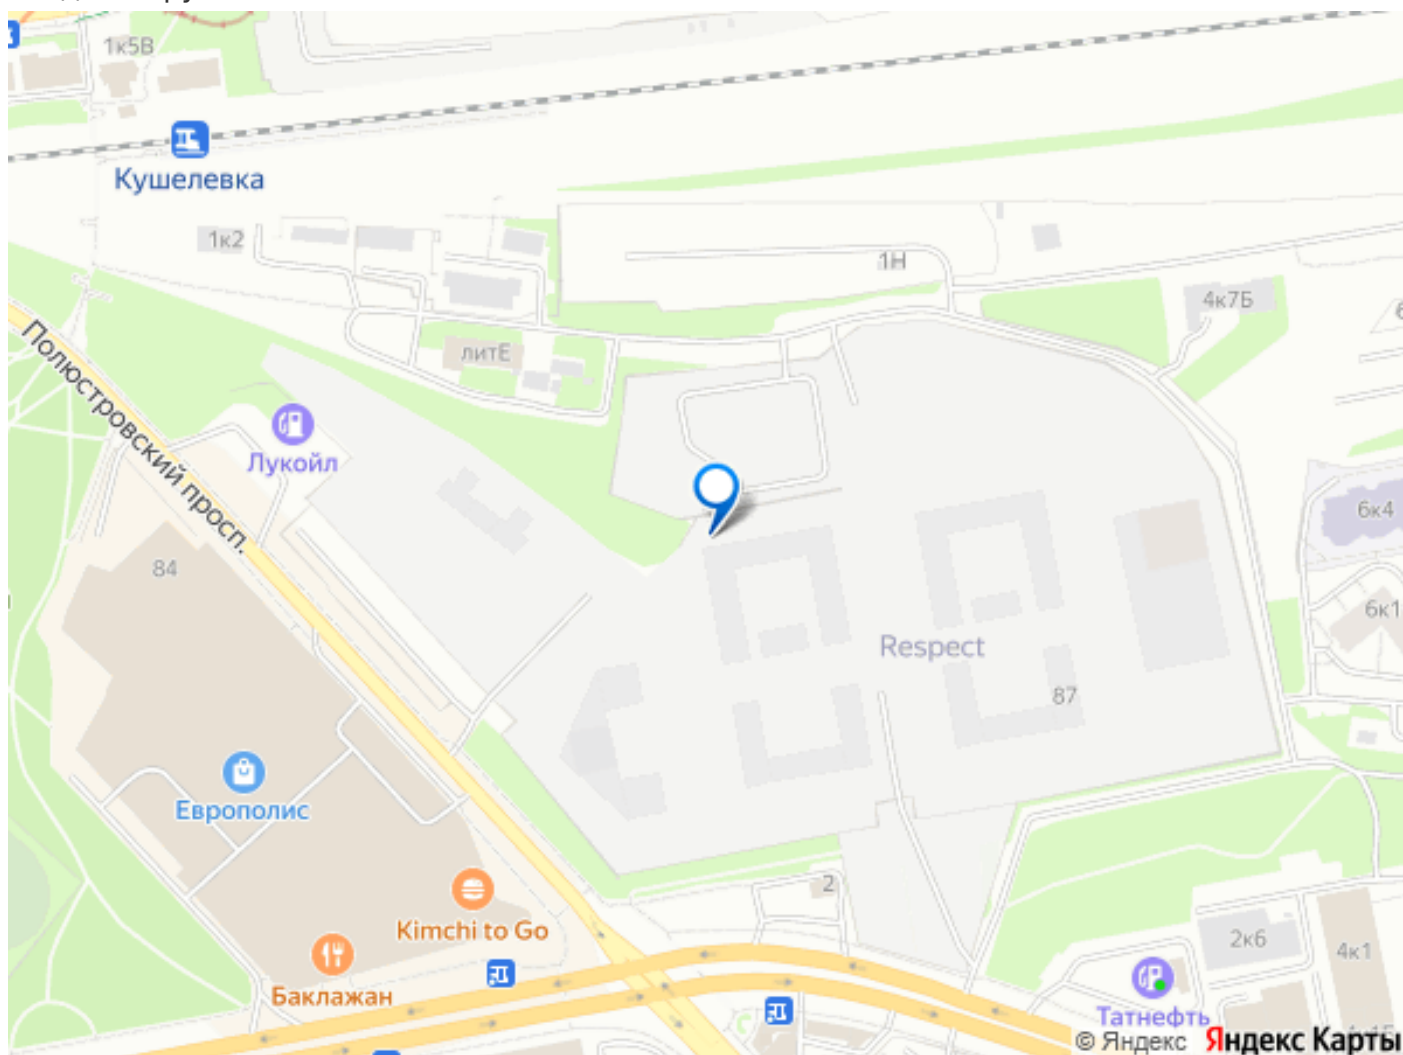 1к5В
Кушелевка
1к2
1Н
4к7Б
литЕ
Полюстровский просп.
Лукойл
6к4
84
6к1
Respect
87
Европолис
2
Kimchi to Go
2к6
4к1
Баклажан
Татнефть
© Яндекс Яндекс Карты